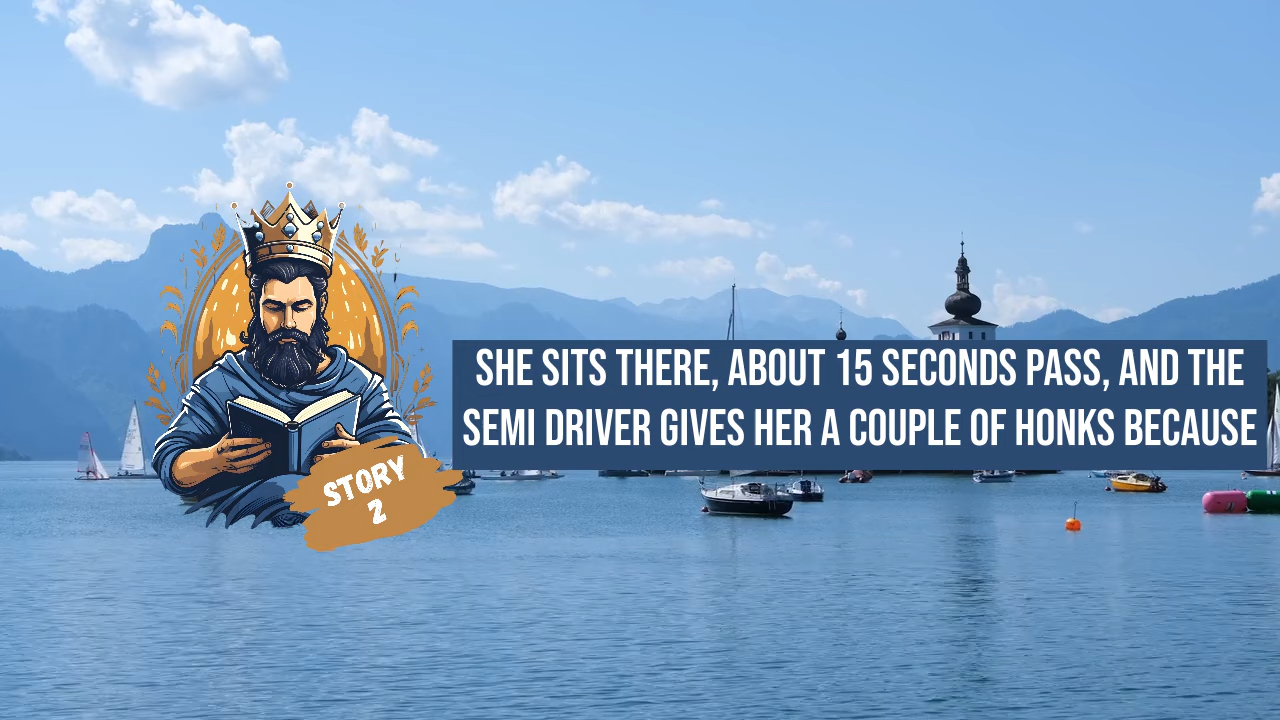 SHE SITS THERE, ABOUT 15 SECONDS PASS, AND THE
SEMI DRIVER GIVES HER A COUPLE OF HONKS BECAUSE
STORY
2